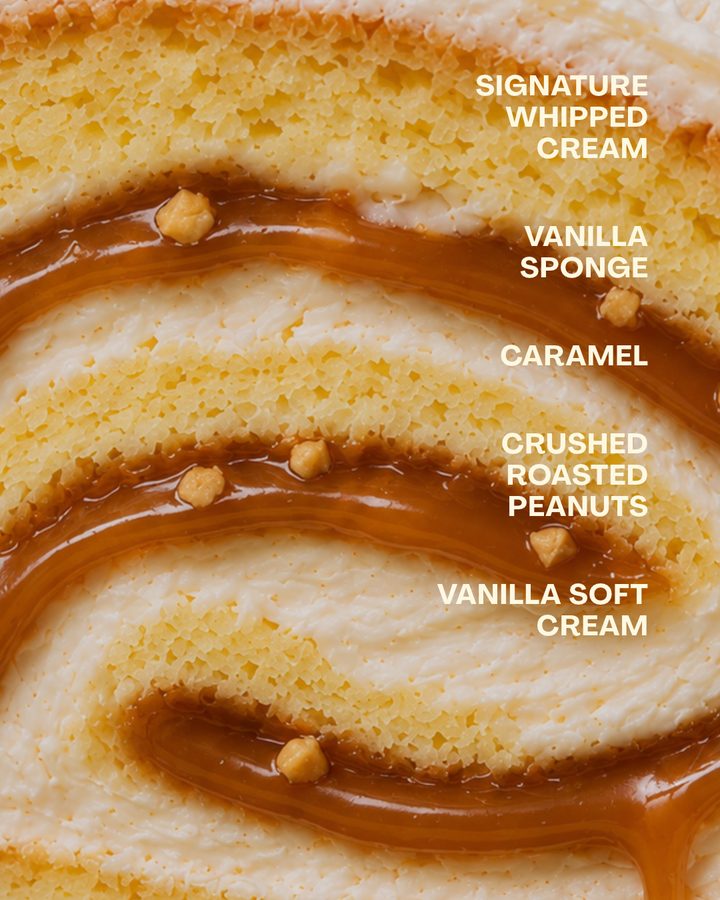 SIGNATURE
WHIPPED
CREAM
VANILLA
SPONGE
CARAMEL
CRUSHED
ROASTED
PEANUTS
VANILLA SOFT
CREAM